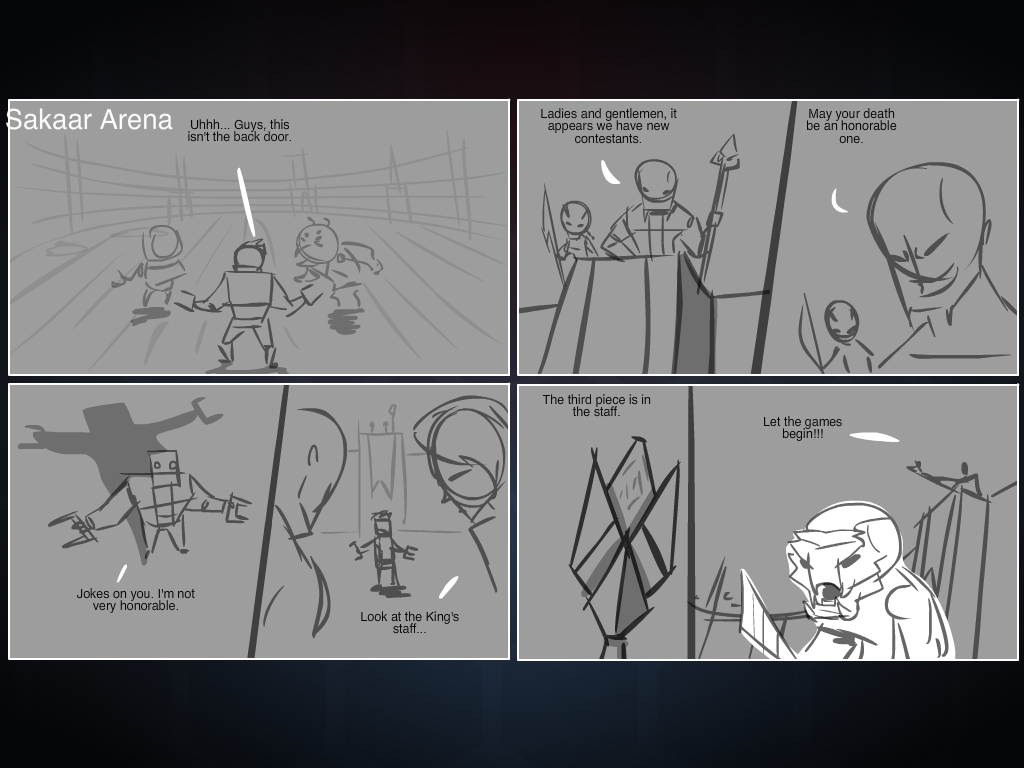 Sakaar Arena
Uhhh... Guys, this
isn't the back door.
Ladies and gentlemen, it
appears we have new
contestants.
May your death
be an honorable
one.
Jokes on you. I'm not
very honorable.
Look at the King's
staff...
The third piece is in
the staff.
Let the games
begin!!!